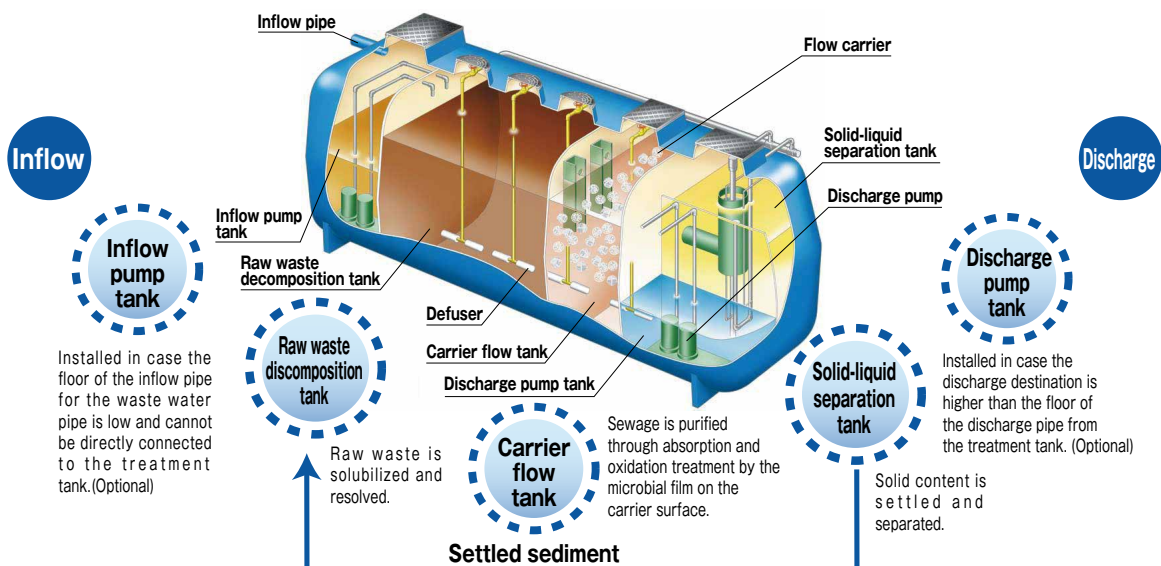 Inflow pipe
Flow carrier
Inflow
Solid-liquid
separation tank
Discharge
Discharge pump
Inflow pump
tank
Raw waste
decomposition tank
Defuser
Carrier flow tank
Discharge pump tank
Inflow
pump
tank
Installed in case the
floor of the inflow pipe
for the waste water
pipe is low and cannot
be directly connected
to the treatment
tank.(Optional)
Raw waste
discomposition
tank
Raw waste is
solubilized and
resolved.
Carrier
flow
tank
Sewage is purified
through absorption and
oxidation treatment by the
microbial film on the
carrier surface.
Solid-liquid
separation
tank
Solid content is
settled and
separated.
Discharge
pump
tank
Installed in case the
discharge destination is
higher than the floor of
the discharge pipe from
the treatment tank. (Optional)
Settled sediment